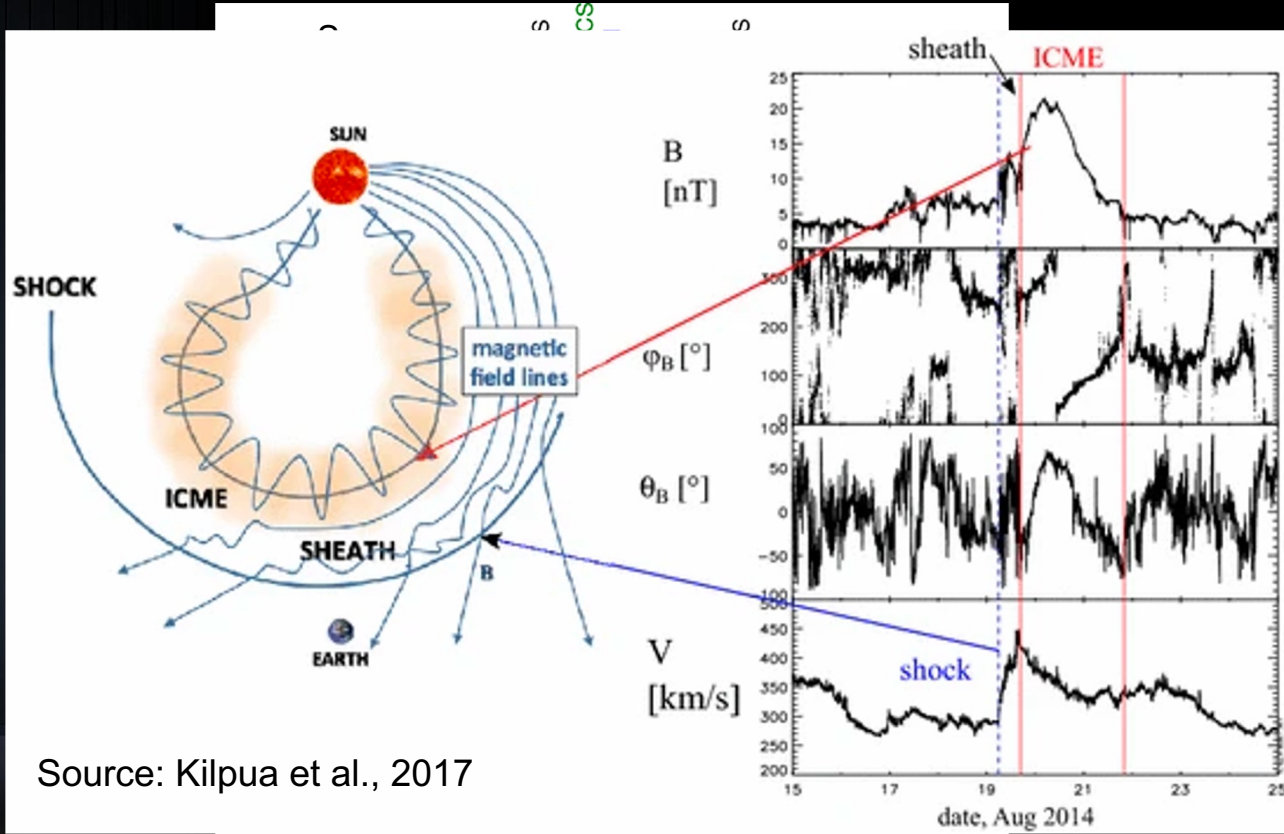 SUN
SHOCK
magnetic
field lines
ICME
SHEATH
B
EARTH
Source: Kilpua et al., 2017
sheath
ICME
B
[nT]
25
20
15
10
5
0
φB [°]
300
200
100
0
θB [°]
100
50
0
−50
V
[km/s]
shock
500
450
400
350
300
250
200
15 17 19 21 23 25
date, Aug 2014